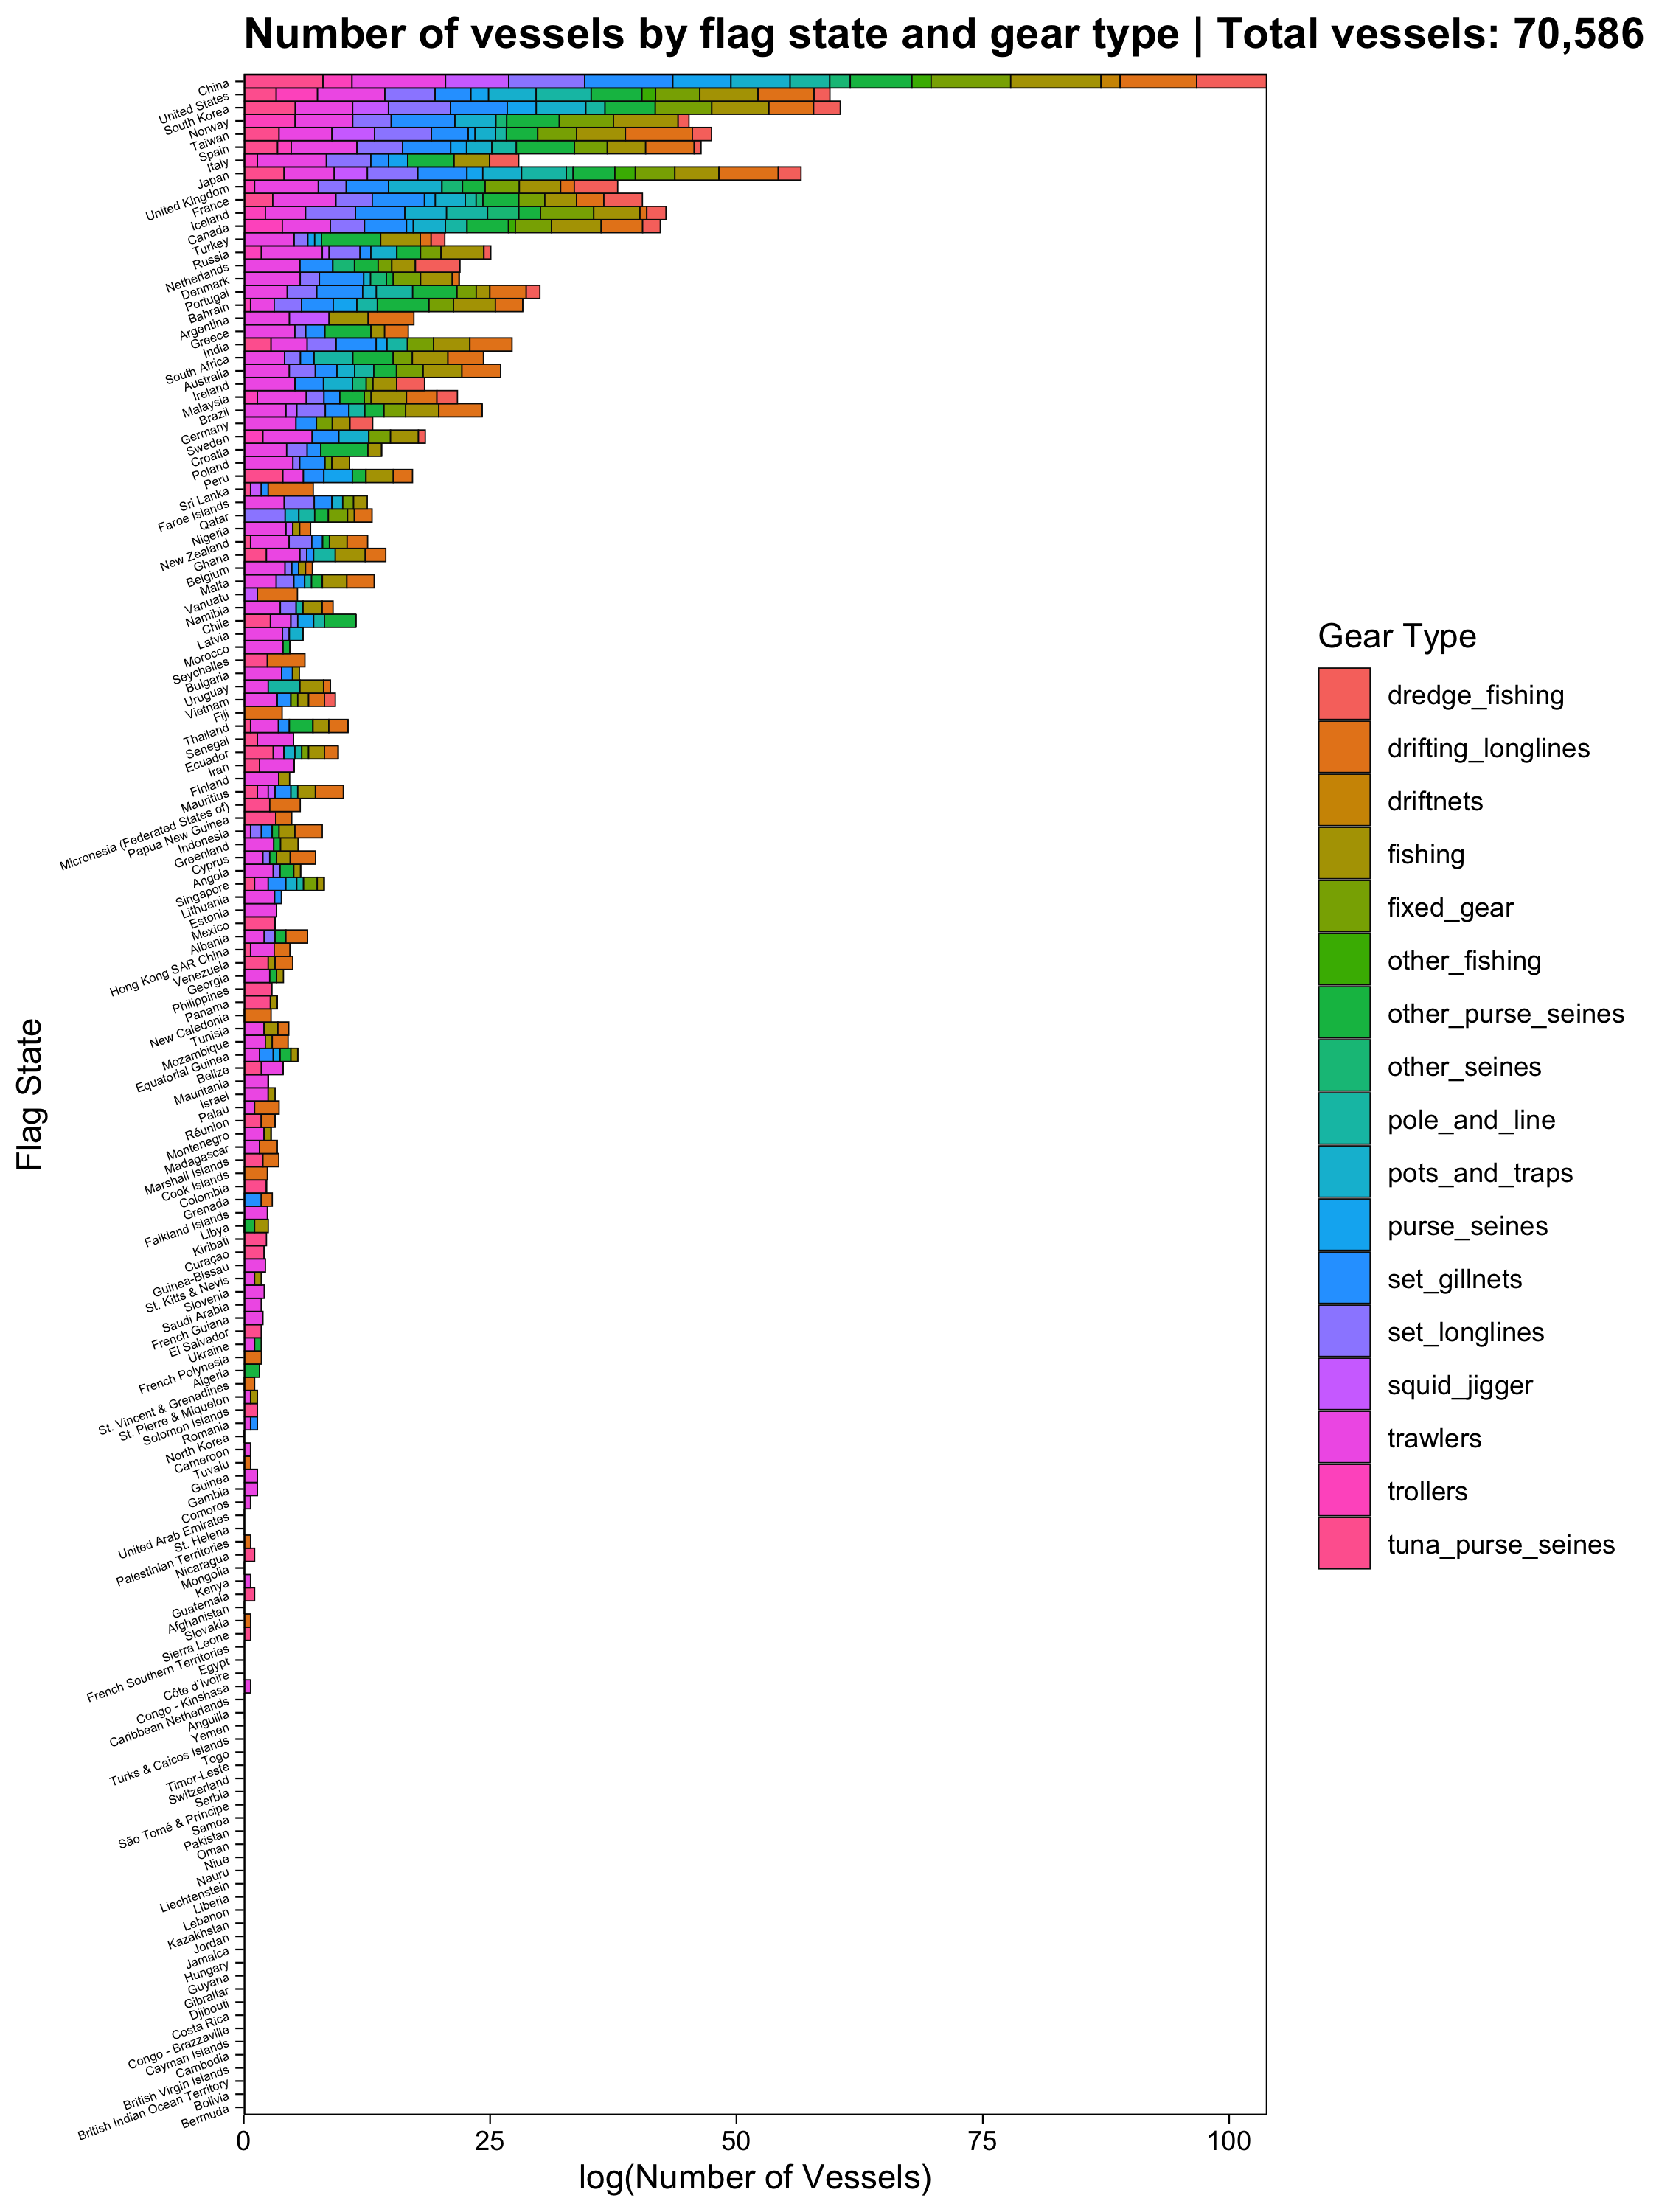 Number of vessels by flag state and gear type | Total vessels: 70,586
Flag State
China
United States
South Korea
Norway
Taiwan
Spain
Italy
Japan
United Kingdom
France
Iceland
Canada
Turkey
Russia
Netherlands
Denmark
Portugal
Bahrain
Argentina
Greece
India
South Africa
Australia
Ireland
Malaysia
Brazil
Germany
Sweden
Croatia
Poland
Peru
Sri Lanka
Faroe Islands
Qatar
Nigeria
New Zealand
Ghana
Belgium
Malta
Vanuatu
Namibia
Chile
Latvia
Morocco
Seychelles
Bulgaria
Uruguay
Vietnam
Fiji
Thailand
Senegal
Ecuador
Iran
Finland
Mauritius
Micronesia (Federated States of)
Papua New Guinea
Indonesia
Greenland
Cyprus
Angola
Singapore
Lithuania
Estonia
Mexico
Albania
Hong Kong SAR China
Venezuela
Georgia
Philippines
Panama
New Caledonia
Tunisia
Mozambique
Equatorial Guinea
Belize
Mauritania
Israel
Palau
Réunion
Montenegro
Madagascar
Marshall Islands
Cook Islands
Colombia
Grenada
Falkland Islands
Libya
Kiribati
Curaçao
Guinea-Bissau
St. Kitts & Nevis
Slovenia
Saudi Arabia
French Guiana
El Salvador
Ukraine
French Polynesia
Algeria
St. Vincent & Grenadines
St. Pierre & Miquelon
Solomon Islands
Romania
North Korea
Cameroon
Tuvalu
Guinea
Gambia
Comoros
United Arab Emirates
St. Helena
Palestinian Territories
Nicaragua
Mongolia
Kenya
Guatemala
Afghanistan
Slovakia
Sierra Leone
French Southern Territories
Egypt
Côte d'Ivoire
Congo - Kinshasa
Caribbean Netherlands
Anguilla
Yemen
Turks & Caicos Islands
Togo
Timor-Leste
Switzerland
Serbia
São Tomé & Príncipe
Samoa
Pakistan
Oman
Niue
Nauru
Liechtenstein
Liberia
Lebanon
Kazakhstan
Jordan
Jamaica
Hungary
Guyana
Gibraltar
Djibouti
Costa Rica
Congo - Brazzaville
Cayman Islands
Cambodia
British Virgin Islands
British Indian Ocean Territory
Bolivia
Bermuda
0 25 50 75 100
log(Number of Vessels)
Gear Type
dredge_fishing
drifting_longlines
driftnets
fishing
fixed_gear
other_fishing
other_purse_seines
other_seines
pole_and_line
pots_and_traps
purse_seines
set_gillnets
set_longlines
squid_jigger
trawlers
trollers
tuna_purse_seines